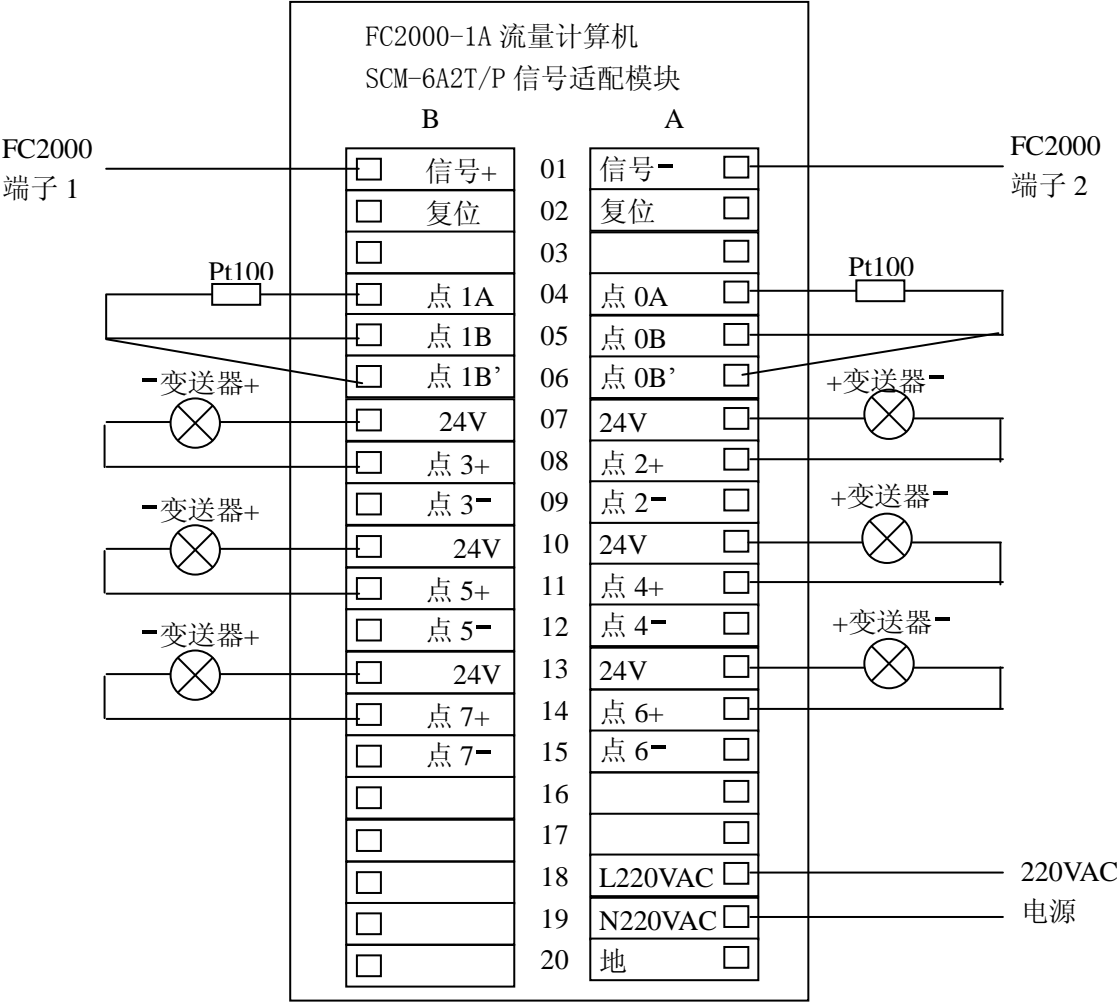 FC2000-1A 流量计算机
SCM-6A2T/P 信号适配模块
B A
FC2000
端子 1
FC2000
端子 2
信号+ 01 信号-
复位 02 复位
03
Pt100
点 1A 04 点 0A
Pt100
点 1B 05 点 0B
点 1B’ 06 点 0B’
-变送器+
+变送器-
24V 07 24V
点 3+ 08 点 2+
点 3- 09 点 2-
-变送器+
+变送器-
24V 10 24V
点 5+ 11 点 4+
点 5- 12 点 4-
-变送器+
+变送器-
24V 13 24V
点 7+ 14 点 6+
点 7- 15 点 6-
16
17
18 L220VAC
220VAC
电源
19 N220VAC
20 地